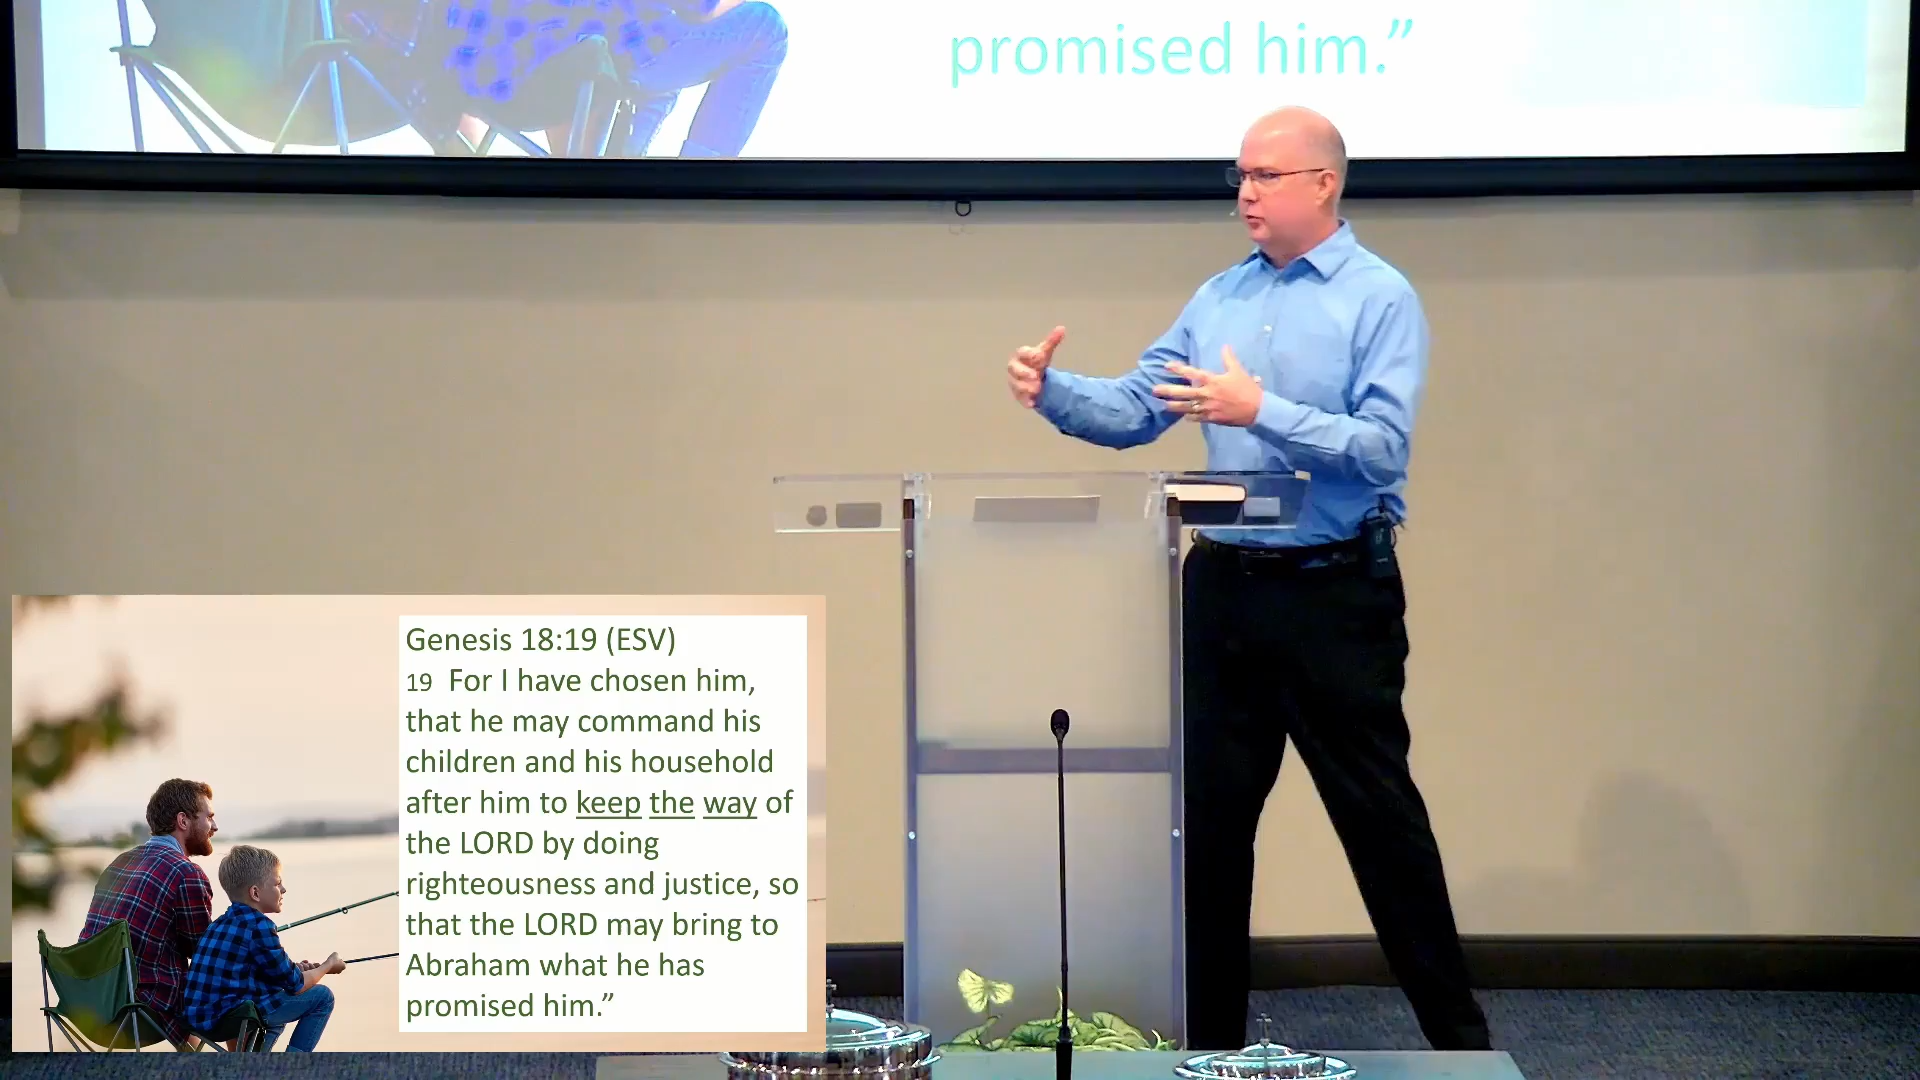 promised him.”
Genesis 18:19 (ESV)
19 For I have chosen him,
that he may command his
children and his household
after him to keep the way of
the LORD by doing
righteousness and justice, so
that the LORD may bring to
Abraham what he has
promised him.”